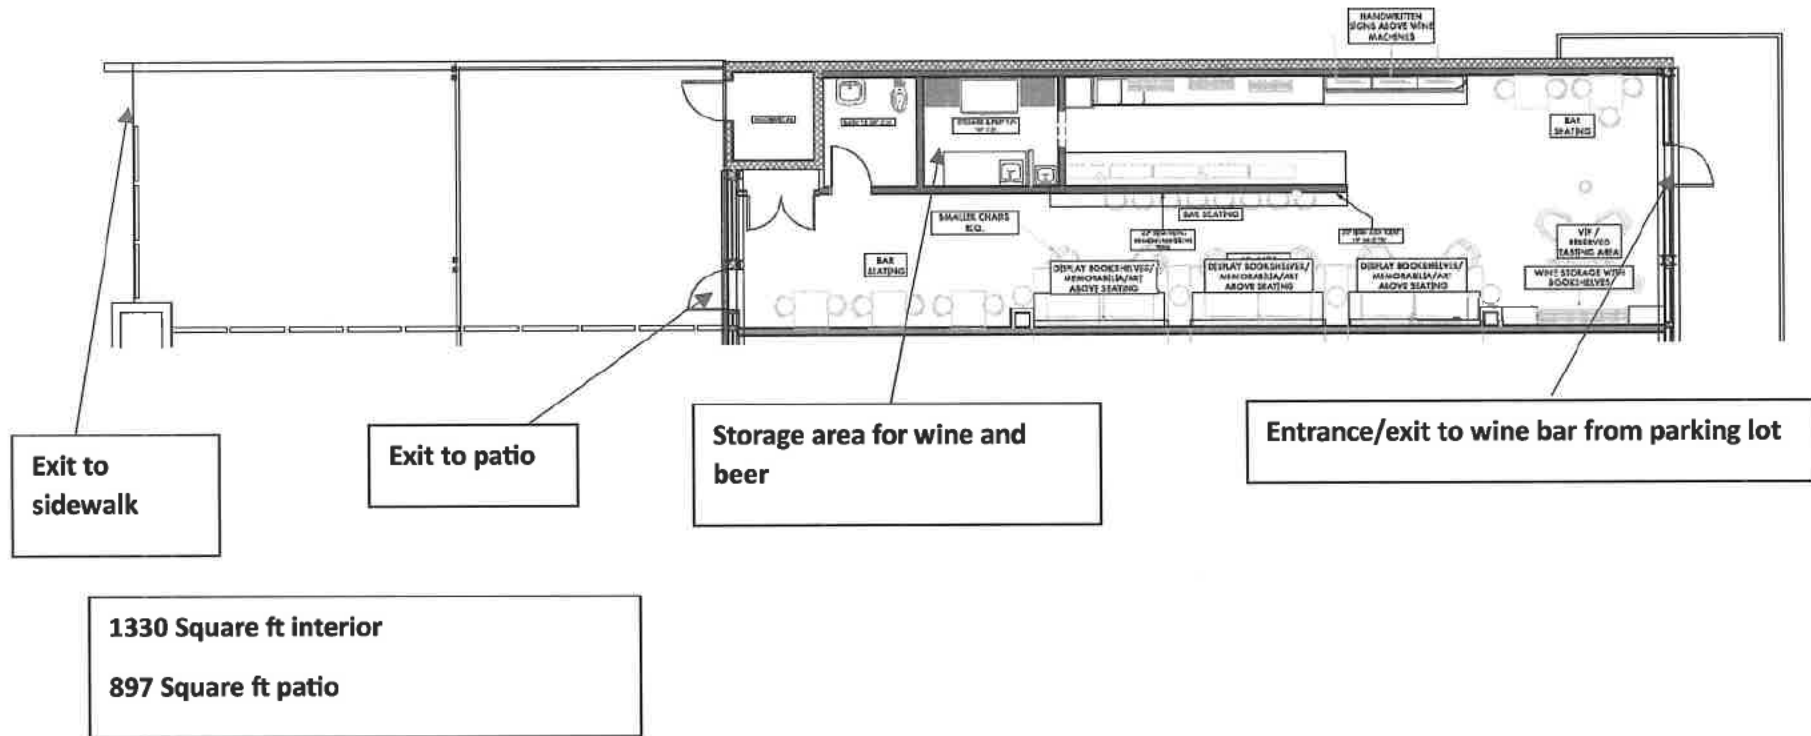 HANDWRITTEN
SIGNS ABOVE WINE
MACHINES
MECHANICAL
BAR
SEATING
SMALLER CHAIRS
BAR SEATING
VIP /
RESERVED
TASTING AREA
BAR
SEATING
DISPLAY BOOKSHELVES/
MEMORABILIA/ART
ABOVE SEATING
DISPLAY BOOKSHELVES/
MEMORABILIA/ART
ABOVE SEATING
DISPLAY BOOKSHELVES/
MEMORABILIA/ART
ABOVE SEATING
WINE STORAGE WITH
BOOKSHELVES
Exit to
sidewalk
Exit to patio
Storage area for wine and
beer
Entrance/exit to wine bar from parking lot
1330 Square ft interior
897 Square ft patio